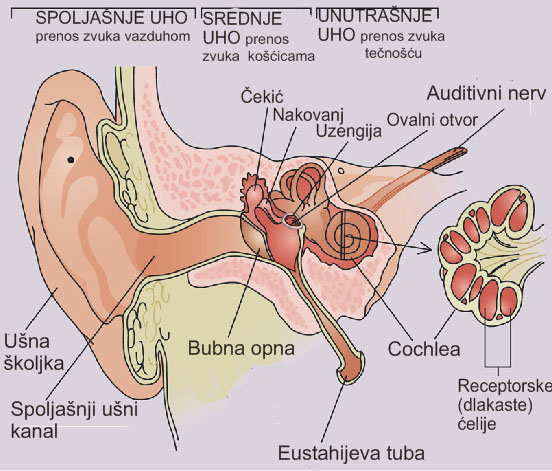 SPOLJAŠNJE UHO
prenos zvuka vazduhom
SREDNJE
UHO prenos
zvuka košćicama
UNUTRAŠNJE
UHO prenos zvuka
tečnošću
Čekić
Nakovanj
Uzengija
Ovalni otvor
Auditivni nerv
Ušna
školjka
Spoljašnji ušni
kanal
Bubna opna
Eustahijeva tuba
Cochlea
Receptorske
(dlakaste)
ćelije